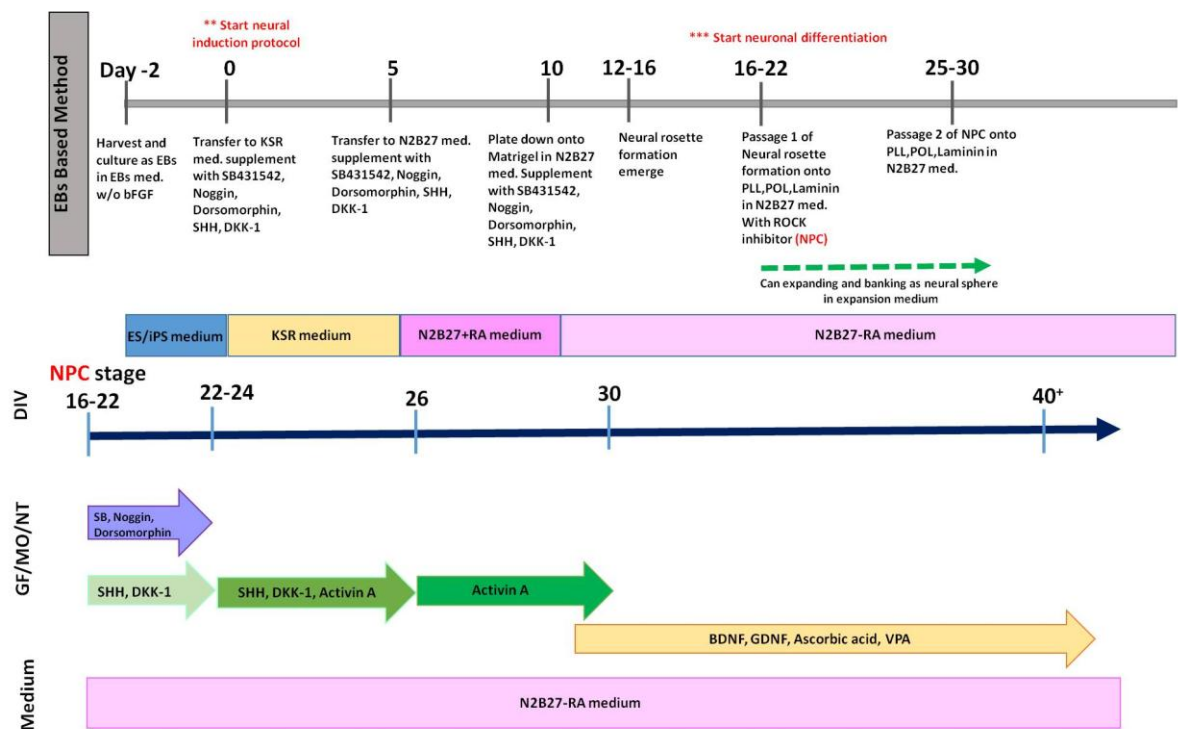 EBs Based Method
** Start neural
induction protocol
*** Start neuronal differentiation
Day -2
0
5
10
12-16
16-22
25-30
Harvest and
culture as EBs
in EBs med.
w/o bFGF
Transfer to KSR
med. supplement
with SB431542,
Noggin,
Dorsomorphin,
SHH, DKK-1
Transfer to N2B27 med.
supplement with
SB431542, Noggin,
Dorsomorphin, SHH,
DKK-1
Plate down onto
Matrigel in N2B27
med. Supplement
with SB431542,
Noggin,
Dorsomorphin,
SHH, DKK-1
Neural rosette
formation
emerge
Passage 1 of
Neural rosette
formation onto
PLL,POL,Laminin
in N2B27 med.
With ROCK
inhibitor (NPC)
Passage 2 of NPC onto
PLL,POL,Laminin in
N2B27 med.
Can expanding and banking as neural sphere
in expansion medium
ES/iPS medium
KSR medium
N2B27+RA medium
N2B27-RA medium
NPC stage
DIV
16-22
22-24
26
30
40+
GF/MO/NT
SB, Noggin,
Dorsomorphin
SHH, DKK-1
SHH, DKK-1, Activin A
Activin A
BDNF, GDNF, Ascorbic acid, VPA
Medium
N2B27-RA medium